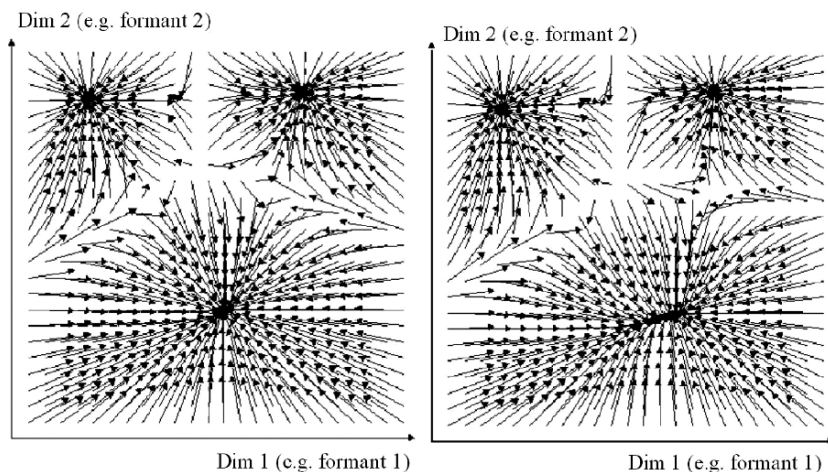 Dim 2 (e.g. formant 2)
Dim 2 (e.g. formant 2)
Dim 1 (e.g. formant 1)
Dim 1 (e.g. formant 1)